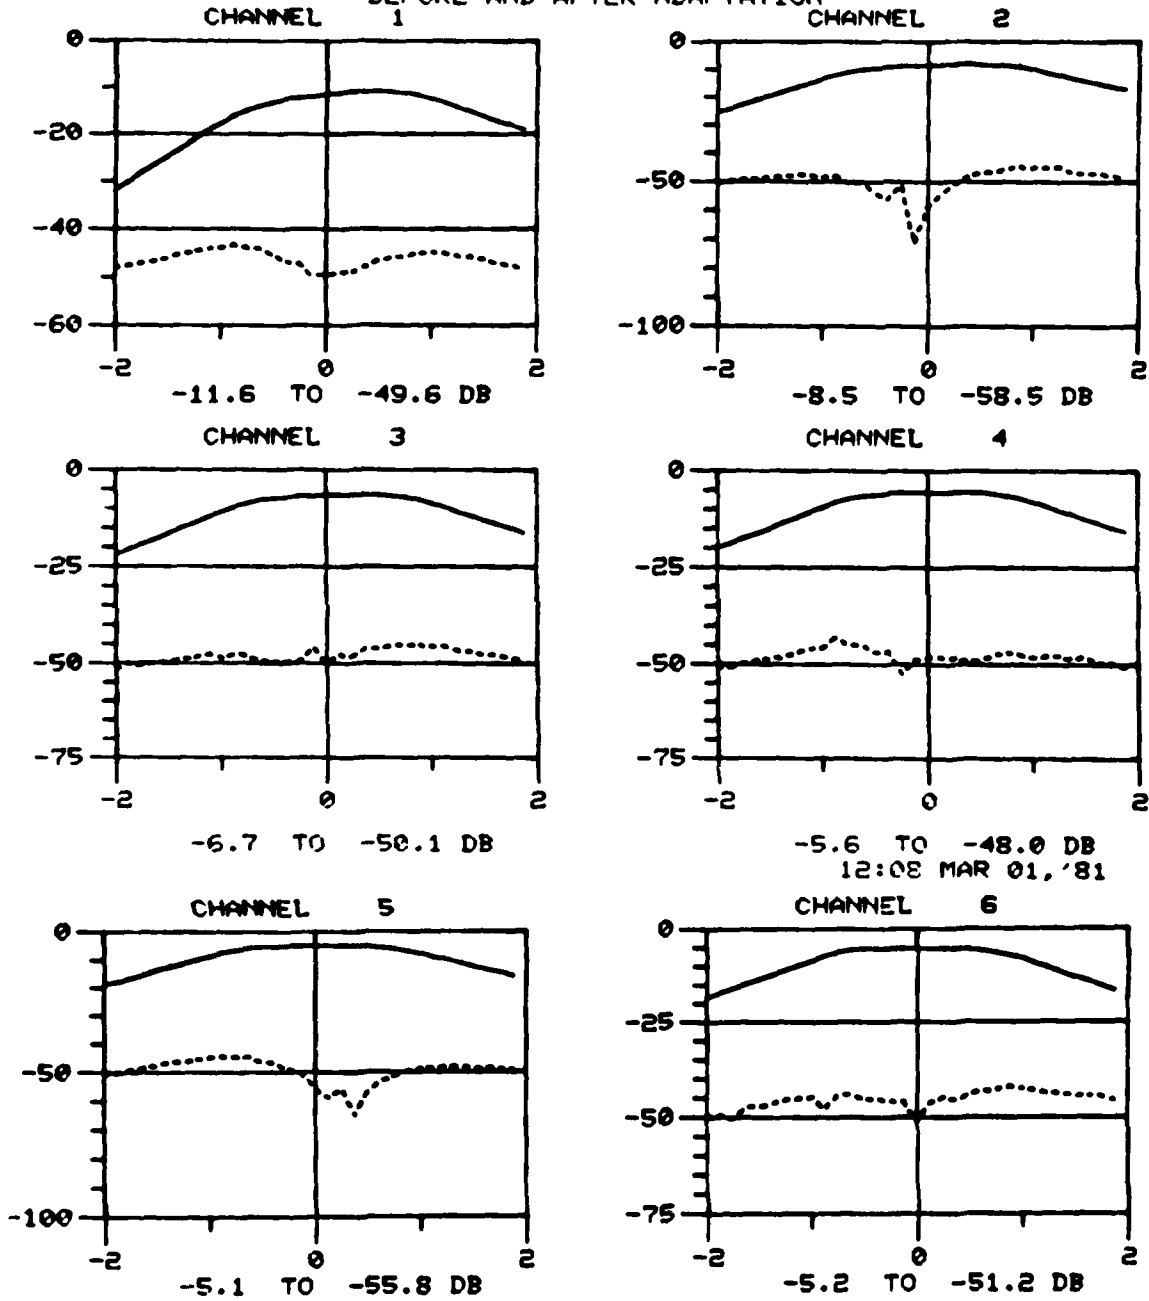 BEFORE AND AFTER ADAPTATION
CHANNEL 1
0
-20
-40
-60
-2 0 2
-11.6 TO -49.6 DB
CHANNEL 2
0
-50
-100
-2 0 2
-8.5 TO -58.5 DB
CHANNEL 3
0
-25
-50
-75
-2 0 2
-6.7 TO -50.1 DB
CHANNEL 4
0
-25
-50
-75
-2 0 2
-5.6 TO -48.0 DB
12:08 MAR 01,'81
CHANNEL 5
0
-50
-100
-2 0 2
-5.1 TO -55.8 DB
CHANNEL 6
0
-25
-50
-75
-2 0 2
-5.2 TO -51.2 DB